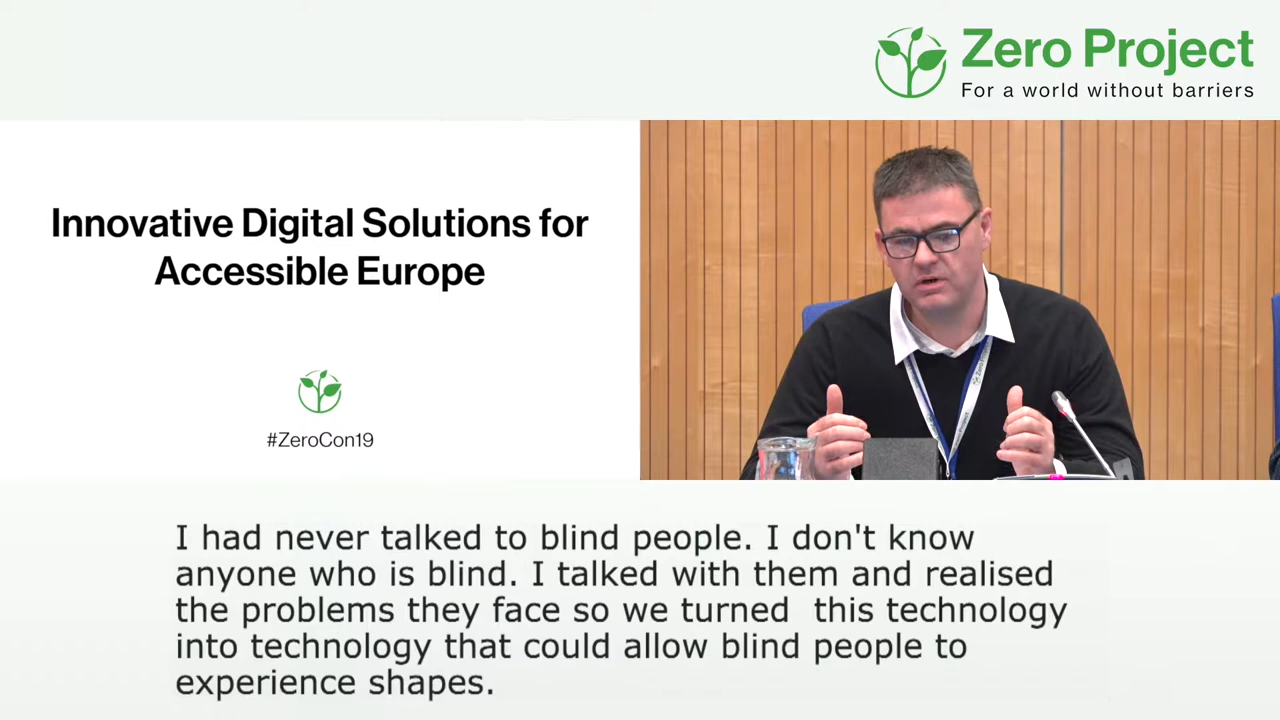 Zero Project
For a world without barriers
Innovative Digital Solutions for
Accessible Europe
#ZeroCon19
I had never talked to blind people. I don't know
anyone who is blind. I talked with them and realised
the problems they face so we turned  this technology
into technology that could allow blind people to
experience shapes.